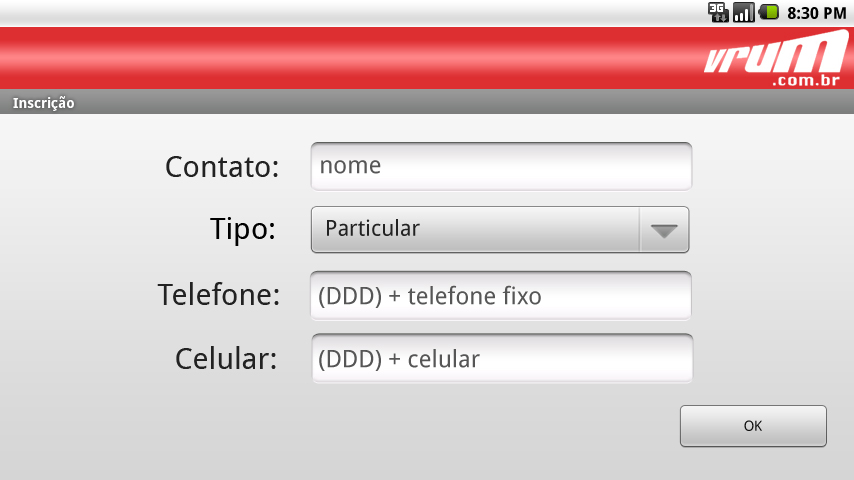 3G 8:30 PM
vrum
.com.br
Inscrição
Contato: nome
Tipo: Particular
Telefone: (DDD) + telefone fixo
Celular: (DDD) + celular
OK